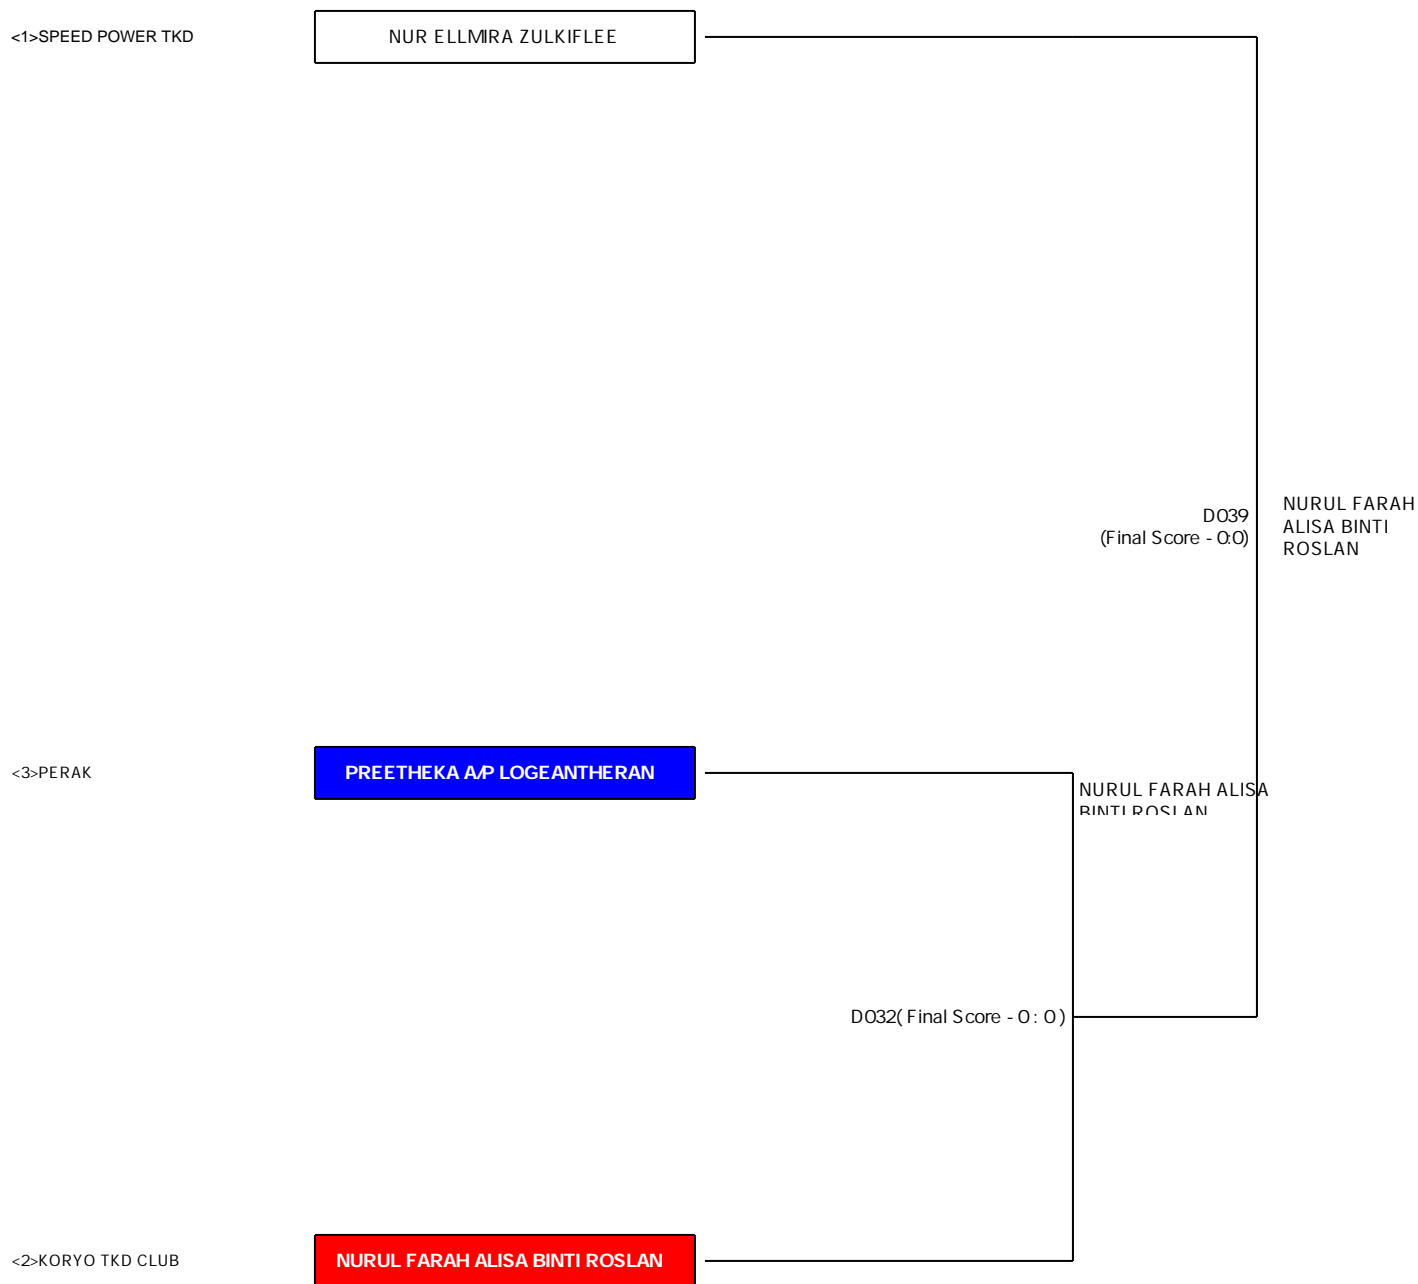 <1>SPEED POWER TKD
NUR ELLMIRA ZULKIFLEE
D039
(Final Score - 0:0)
NURUL FARAH
ALISA BINTI
ROSLAN
<3>PERAK
PREETHEKA A/P LOGEANTHERAN
NURUL FARAH ALISA
BINTI ROSLAN
D032( Final Score - 0 : 0 )
<2>KORYO TKD CLUB
NURUL FARAH ALISA BINTI ROSLAN